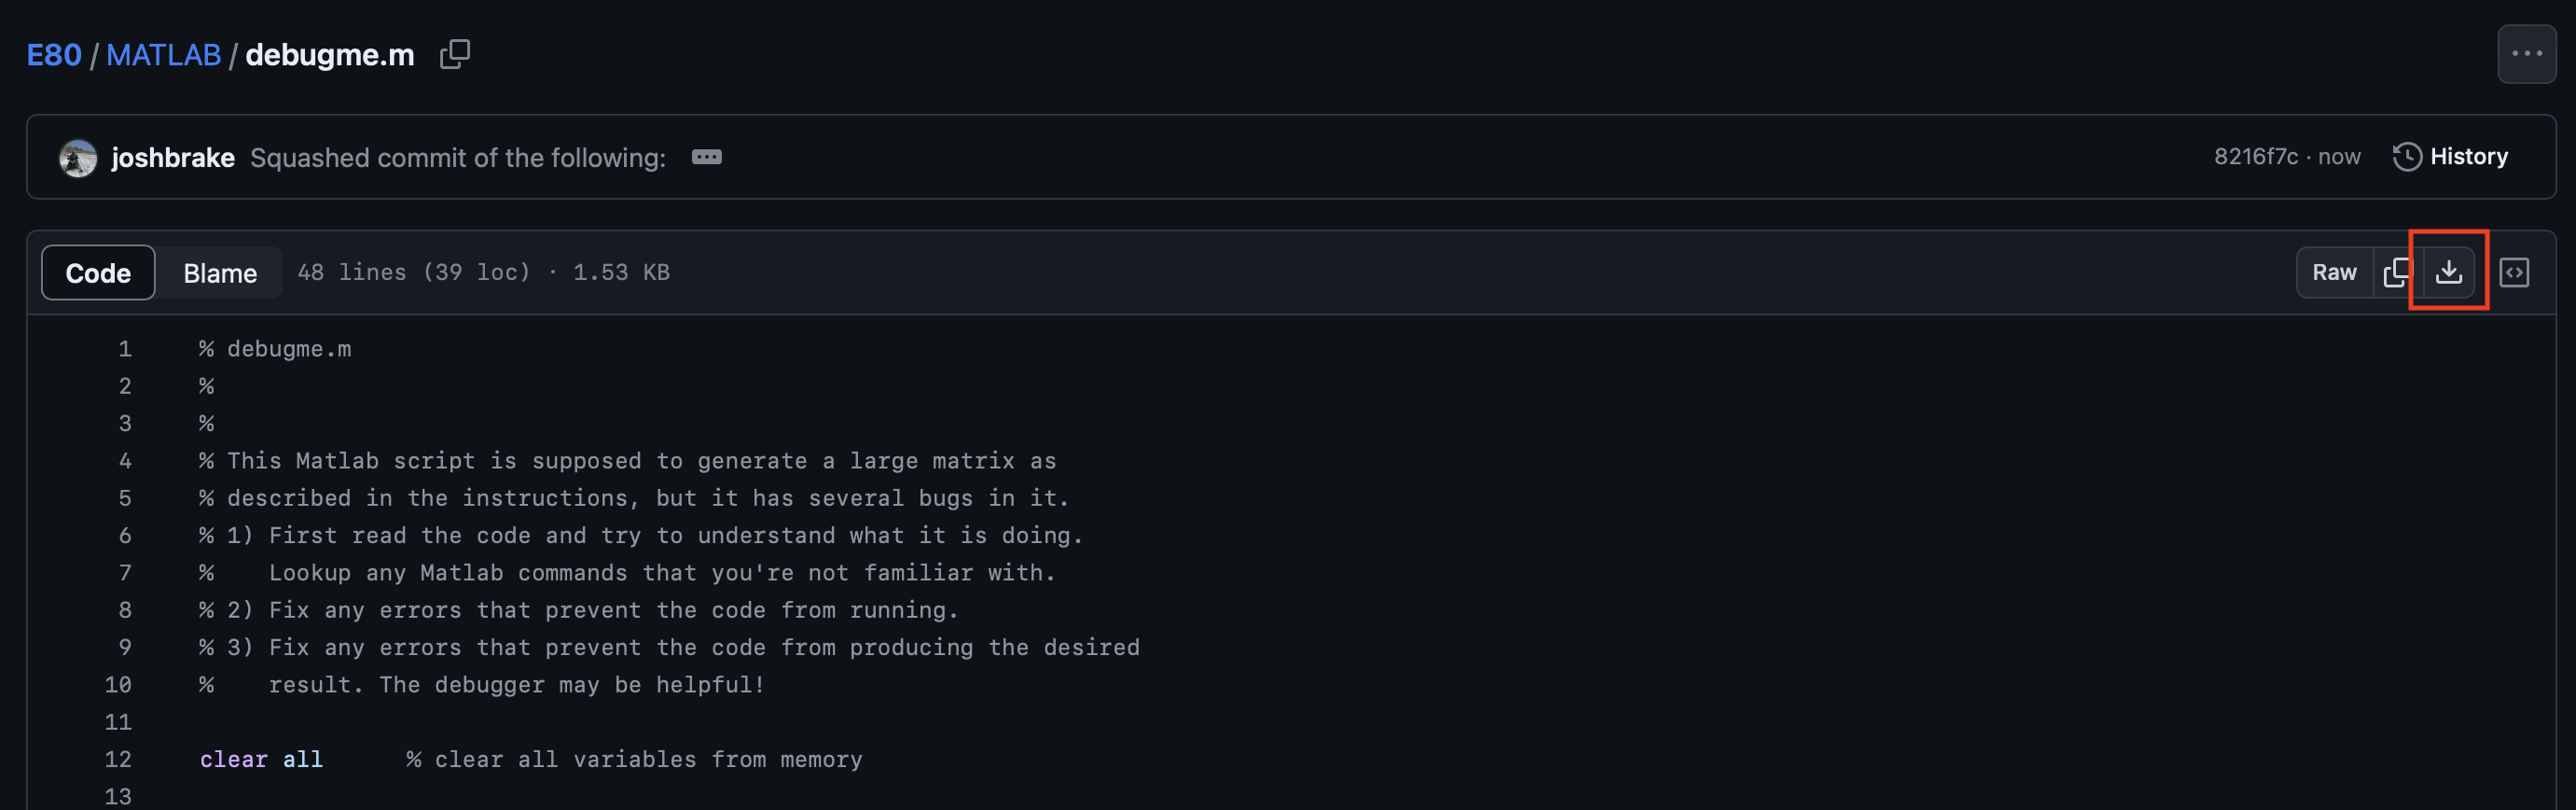 E80 / MATLAB / debugme.m
joshbrake Squashed commit of the following:
8216f7c · now History
Code Blame 48 lines (39 loc) · 1.53 KB Raw
1 % debugme.m
2 %
3 %
4 % This Matlab script is supposed to generate a large matrix as
5 % described in the instructions, but it has several bugs in it.
6 % 1) First read the code and try to understand what it is doing.
7 %    Lookup any Matlab commands that you're not familiar with.
8 % 2) Fix any errors that prevent the code from running.
9 % 3) Fix any errors that prevent the code from producing the desired
10 %    result. The debugger may be helpful!
11
12 clear all      % clear all variables from memory
13